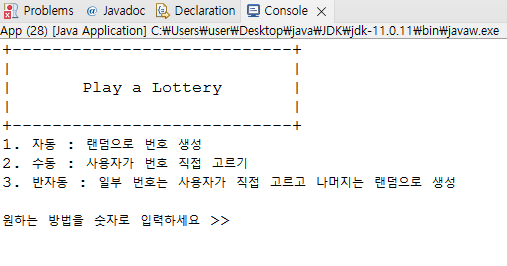 Problems @ Javadoc Declaration Console
App (28) [Java Application] C:₩Users₩user₩Desktop₩java₩JDK₩jdk-11.0.11₩bin₩javaw.exe
+----------------------------+
|                            |
|       Play a Lottery       |
|                            |
+----------------------------+
1. 자동 : 랜덤으로 번호 생성
2. 수동 : 사용자가 번호 직접 고르기
3. 반자동 : 일부 번호는 사용자가 직접 고르고 나머지는 랜덤으로 생성
원하는 방법을 숫자로 입력하세요 >>